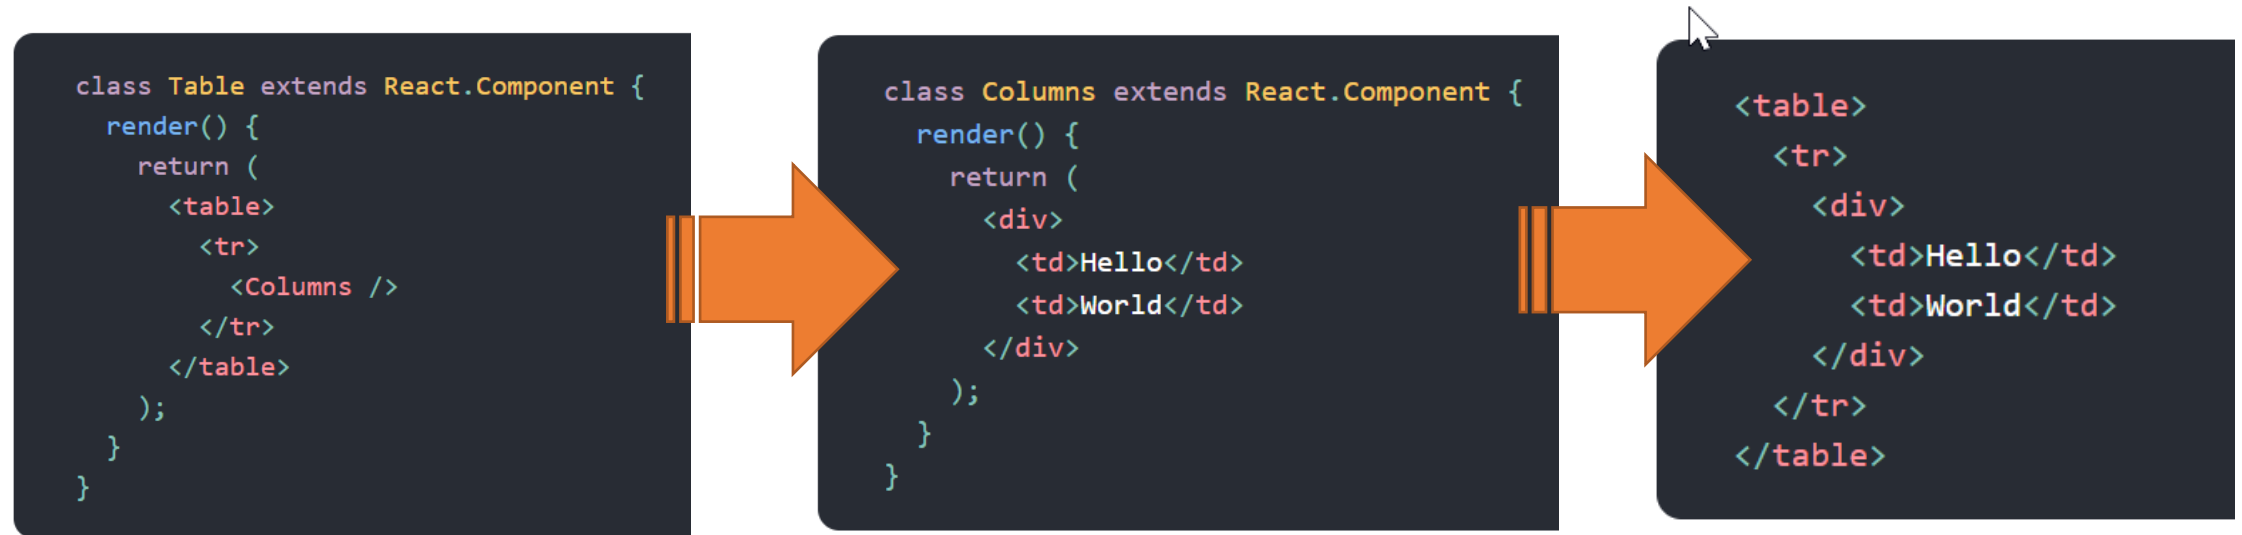 class Table extends React.Component {
render() {
return (
<table>
<tr>
<Columns />
</tr>
</table>
);
}
}
class Columns extends React.Component {
render() {
return (
<div>
<td>Hello</td>
<td>World</td>
</div>
);
}
}
<table>
<tr>
<div>
<td>Hello</td>
<td>World</td>
</div>
</tr>
</table>